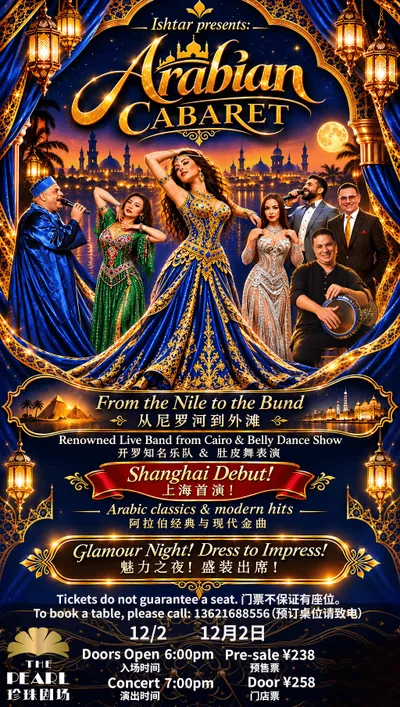 Ishtar presents:
Arabian
CABARET
From the Nile to the Bund
从尼罗河到外滩
Renowned Live Band from Cairo & Belly Dance Show
开罗知名乐队 & 肚皮舞表演
Shanghai Debut!
上海首演！
Arabic classics & modern hits
阿拉伯经典与现代金曲
Glamour Night! Dress to Impress!
魅力之夜！盛装出席！
Tickets do not guarantee a seat. 门票不保证有座位。
To book a table, please call: 13621688556（预订桌位请致电）
12/2 12月2日
Doors Open 6:00pm Pre-sale ¥238
入场时间 预售票
Concert 7:00pm Door ¥258
演出时间 门店票
THE
PEARL
珍珠剧场